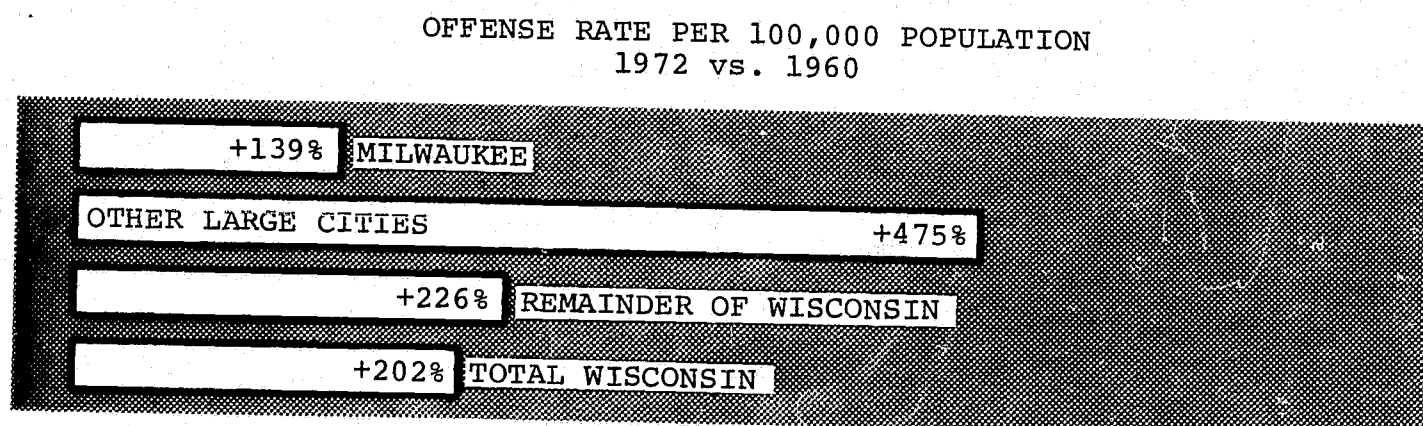 OFFENSE RATE PER 100,000 POPULATION
1972 vs. 1960
+139% MILWAUKEE
OTHER LARGE CITIES +475%
+226% REMAINDER OF WISCONSIN
+202% TOTAL WISCONSIN